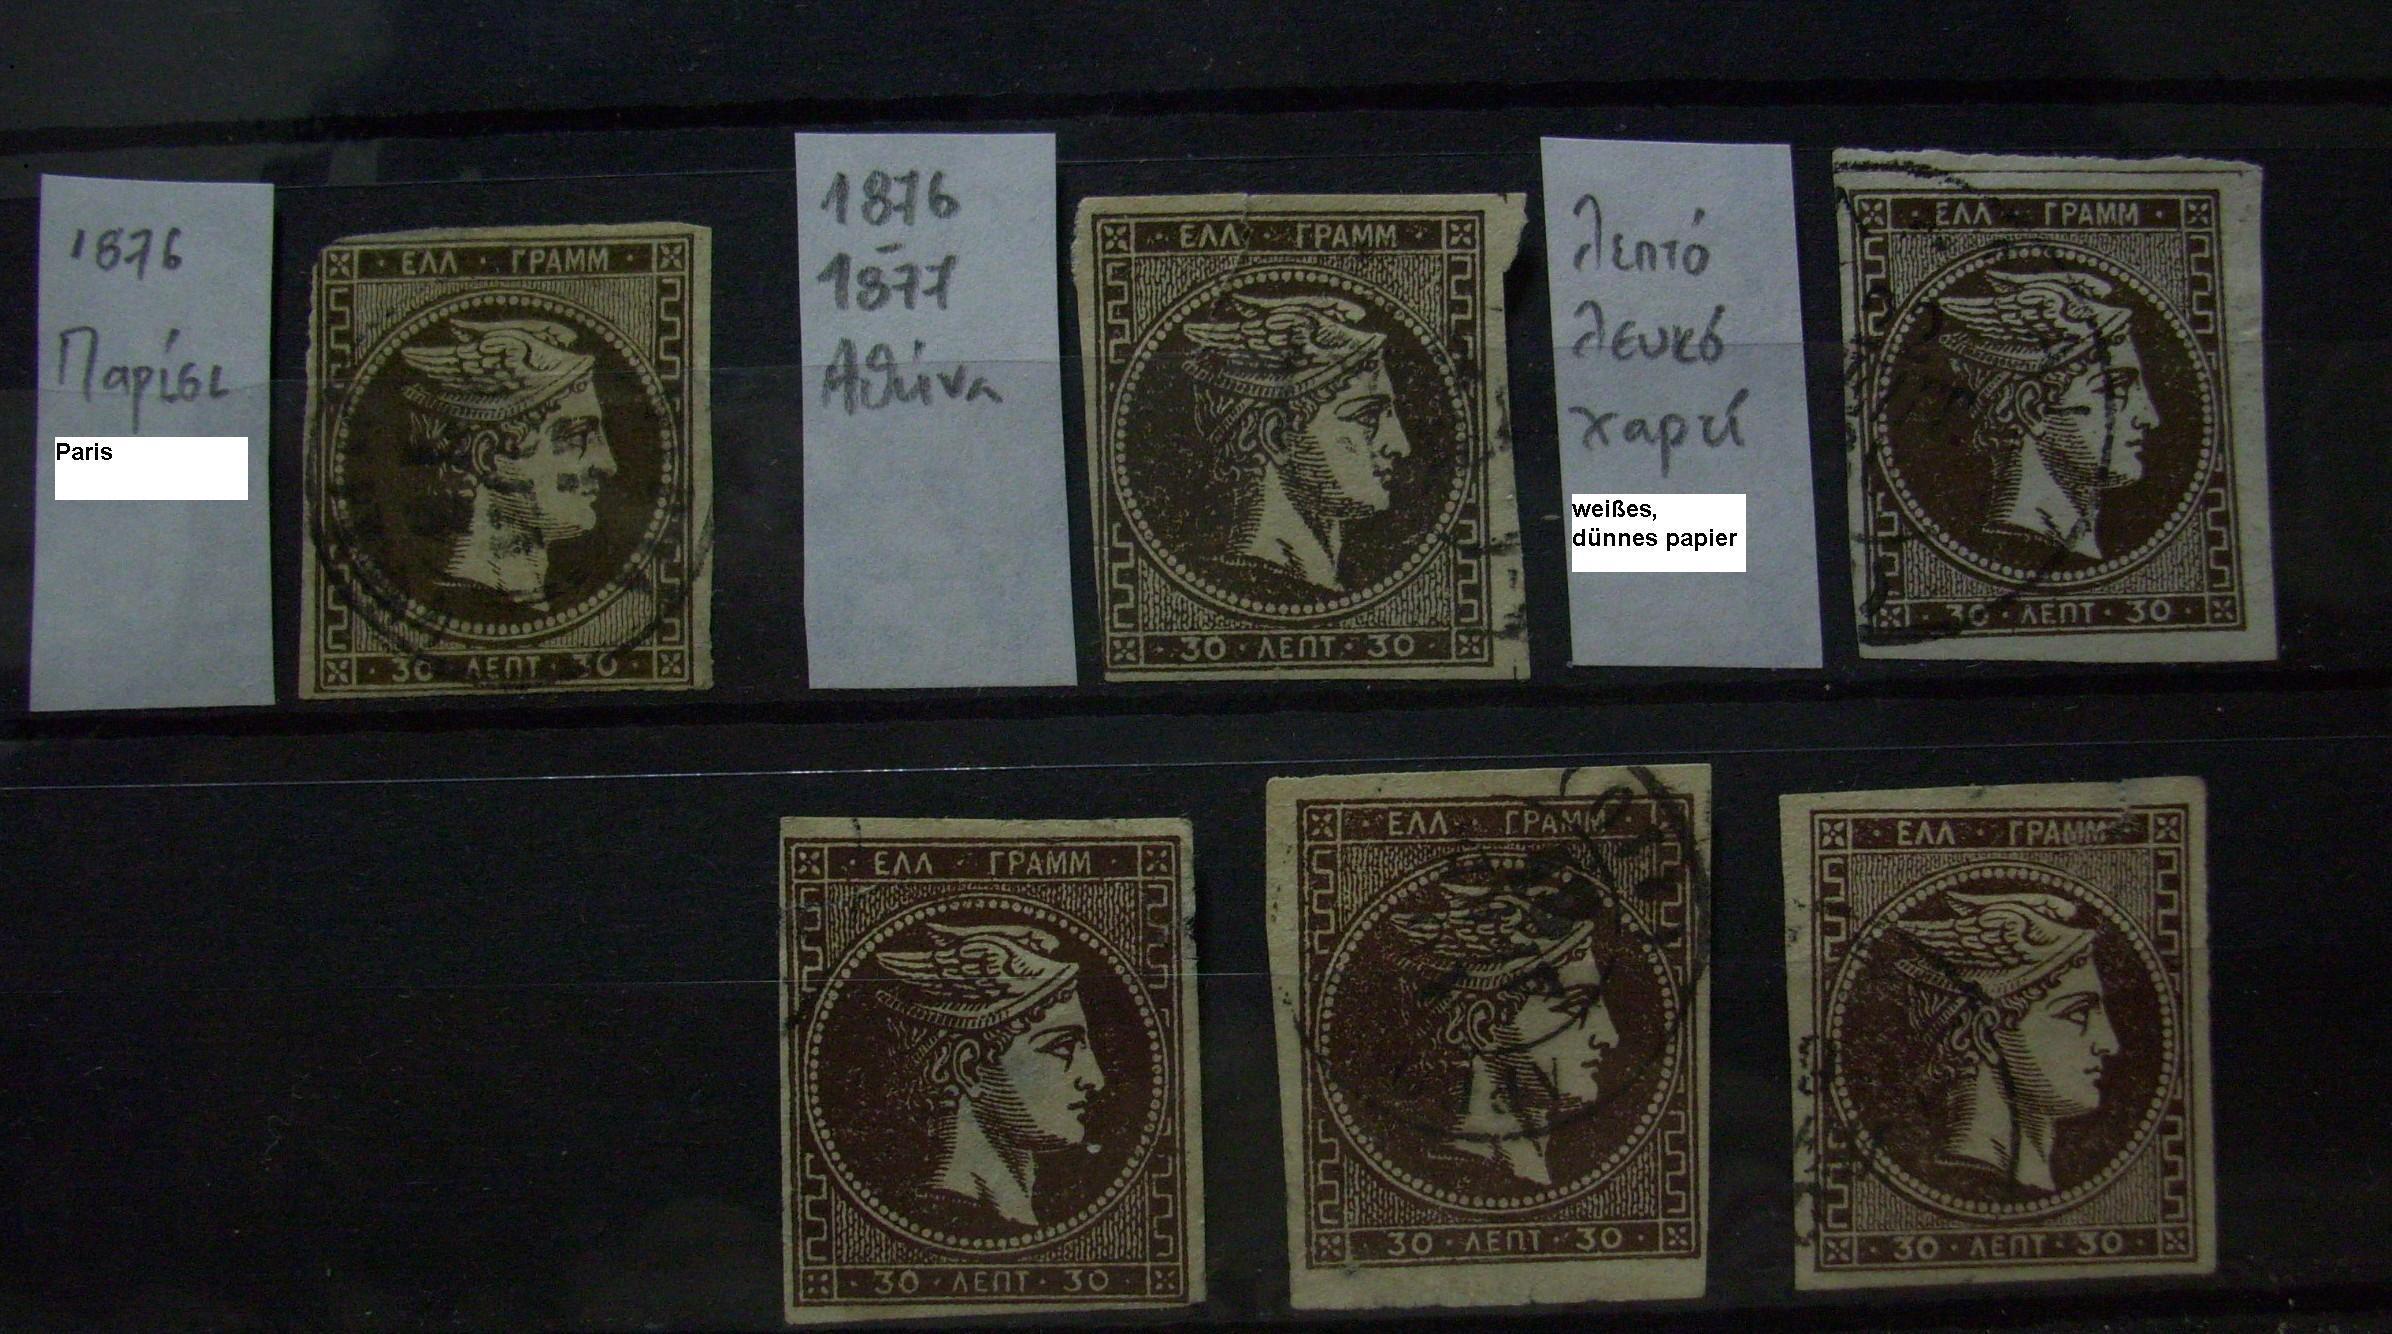 1876
Παρίσι
Paris
ΕΛΛ · ΓΡΑΜΜ
30 · ΛΕΠΤ · 30
1876
-
1877
Αθήνα
ΕΛΛ · ΓΡΑΜΜ
30 · ΛΕΠΤ · 30
λεπτό
λευκό
χαρτί
weißes,
dünnes papier
ΕΛΛ · ΓΡΑΜΜ
30 · ΛΕΠΤ · 30
ΕΛΛ · ΓΡΑΜΜ
30 · ΛΕΠΤ · 30
ΕΛΛ · ΓΡΑΜΜ
30 · ΛΕΠΤ · 30
ΕΛΛ · ΓΡΑΜΜ
30 · ΛΕΠΤ · 30